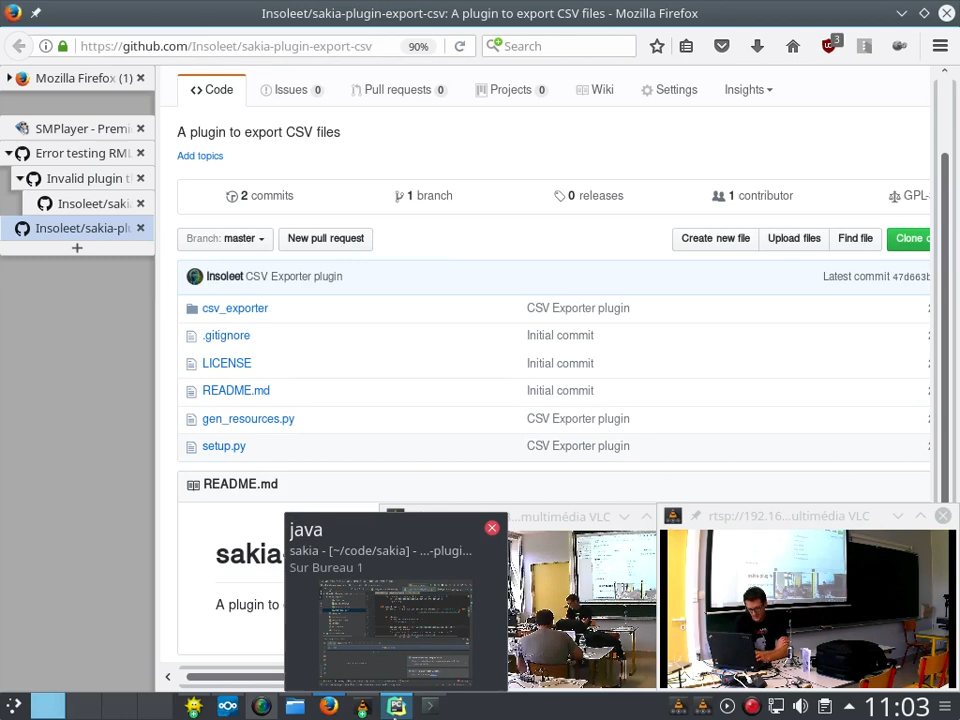 Insoleet/sakia-plugin-export-csv: A plugin to export CSV files - Mozilla Firefox
https://github.com/Insoleet/sakia-plugin-export-csv
90%
Search
3
Mozilla Firefox (1)
SMPlayer - Premi
Error testing RML
Invalid plugin t
Insoleet/saki
Insoleet/sakia-pl
Code
Issues 0
Pull requests 0
Projects 0
Wiki
Settings
Insights
A plugin to export CSV files
Add topics
2 commits
1 branch
0 releases
1 contributor
GPL-
Branch: master
New pull request
Create new file
Upload files
Find file
Clone
Insoleet CSV Exporter plugin
Latest commit 47d663b
csv_exporter
CSV Exporter plugin
.gitignore
Initial commit
LICENSE
Initial commit
README.md
Initial commit
gen_resources.py
CSV Exporter plugin
setup.py
CSV Exporter plugin
README.md
sakia-
A plugin to
java
sakia - [~/code/sakia] - ...-plugi...
Sur Bureau 1
...multimédia VLC
rtsp://192.16...ultimédia VLC
PC
11:03